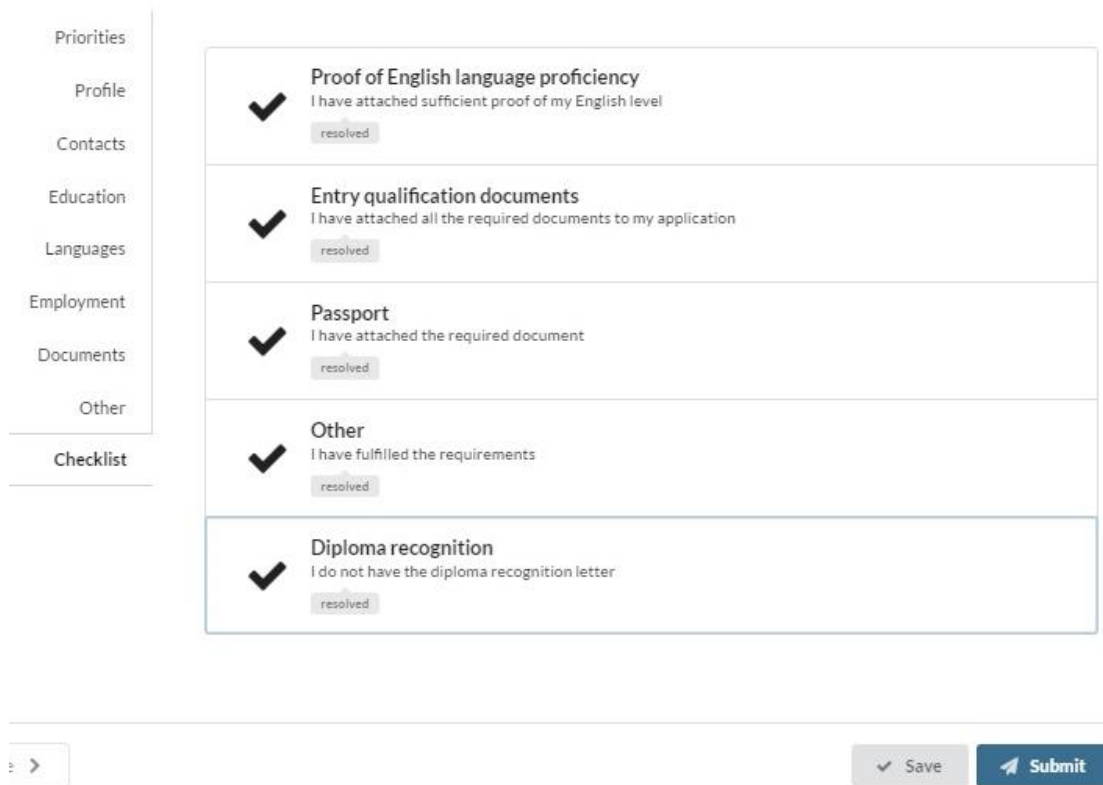 Priorities
Profile
Contacts
Education
Languages
Employment
Documents
Other
Checklist
Proof of English language proficiency
I have attached sufficient proof of my English level
resolved
Entry qualification documents
I have attached all the required documents to my application
resolved
Passport
I have attached the required document
resolved
Other
I have fulfilled the requirements
resolved
Diploma recognition
I do not have the diploma recognition letter
resolved
Save
Submit